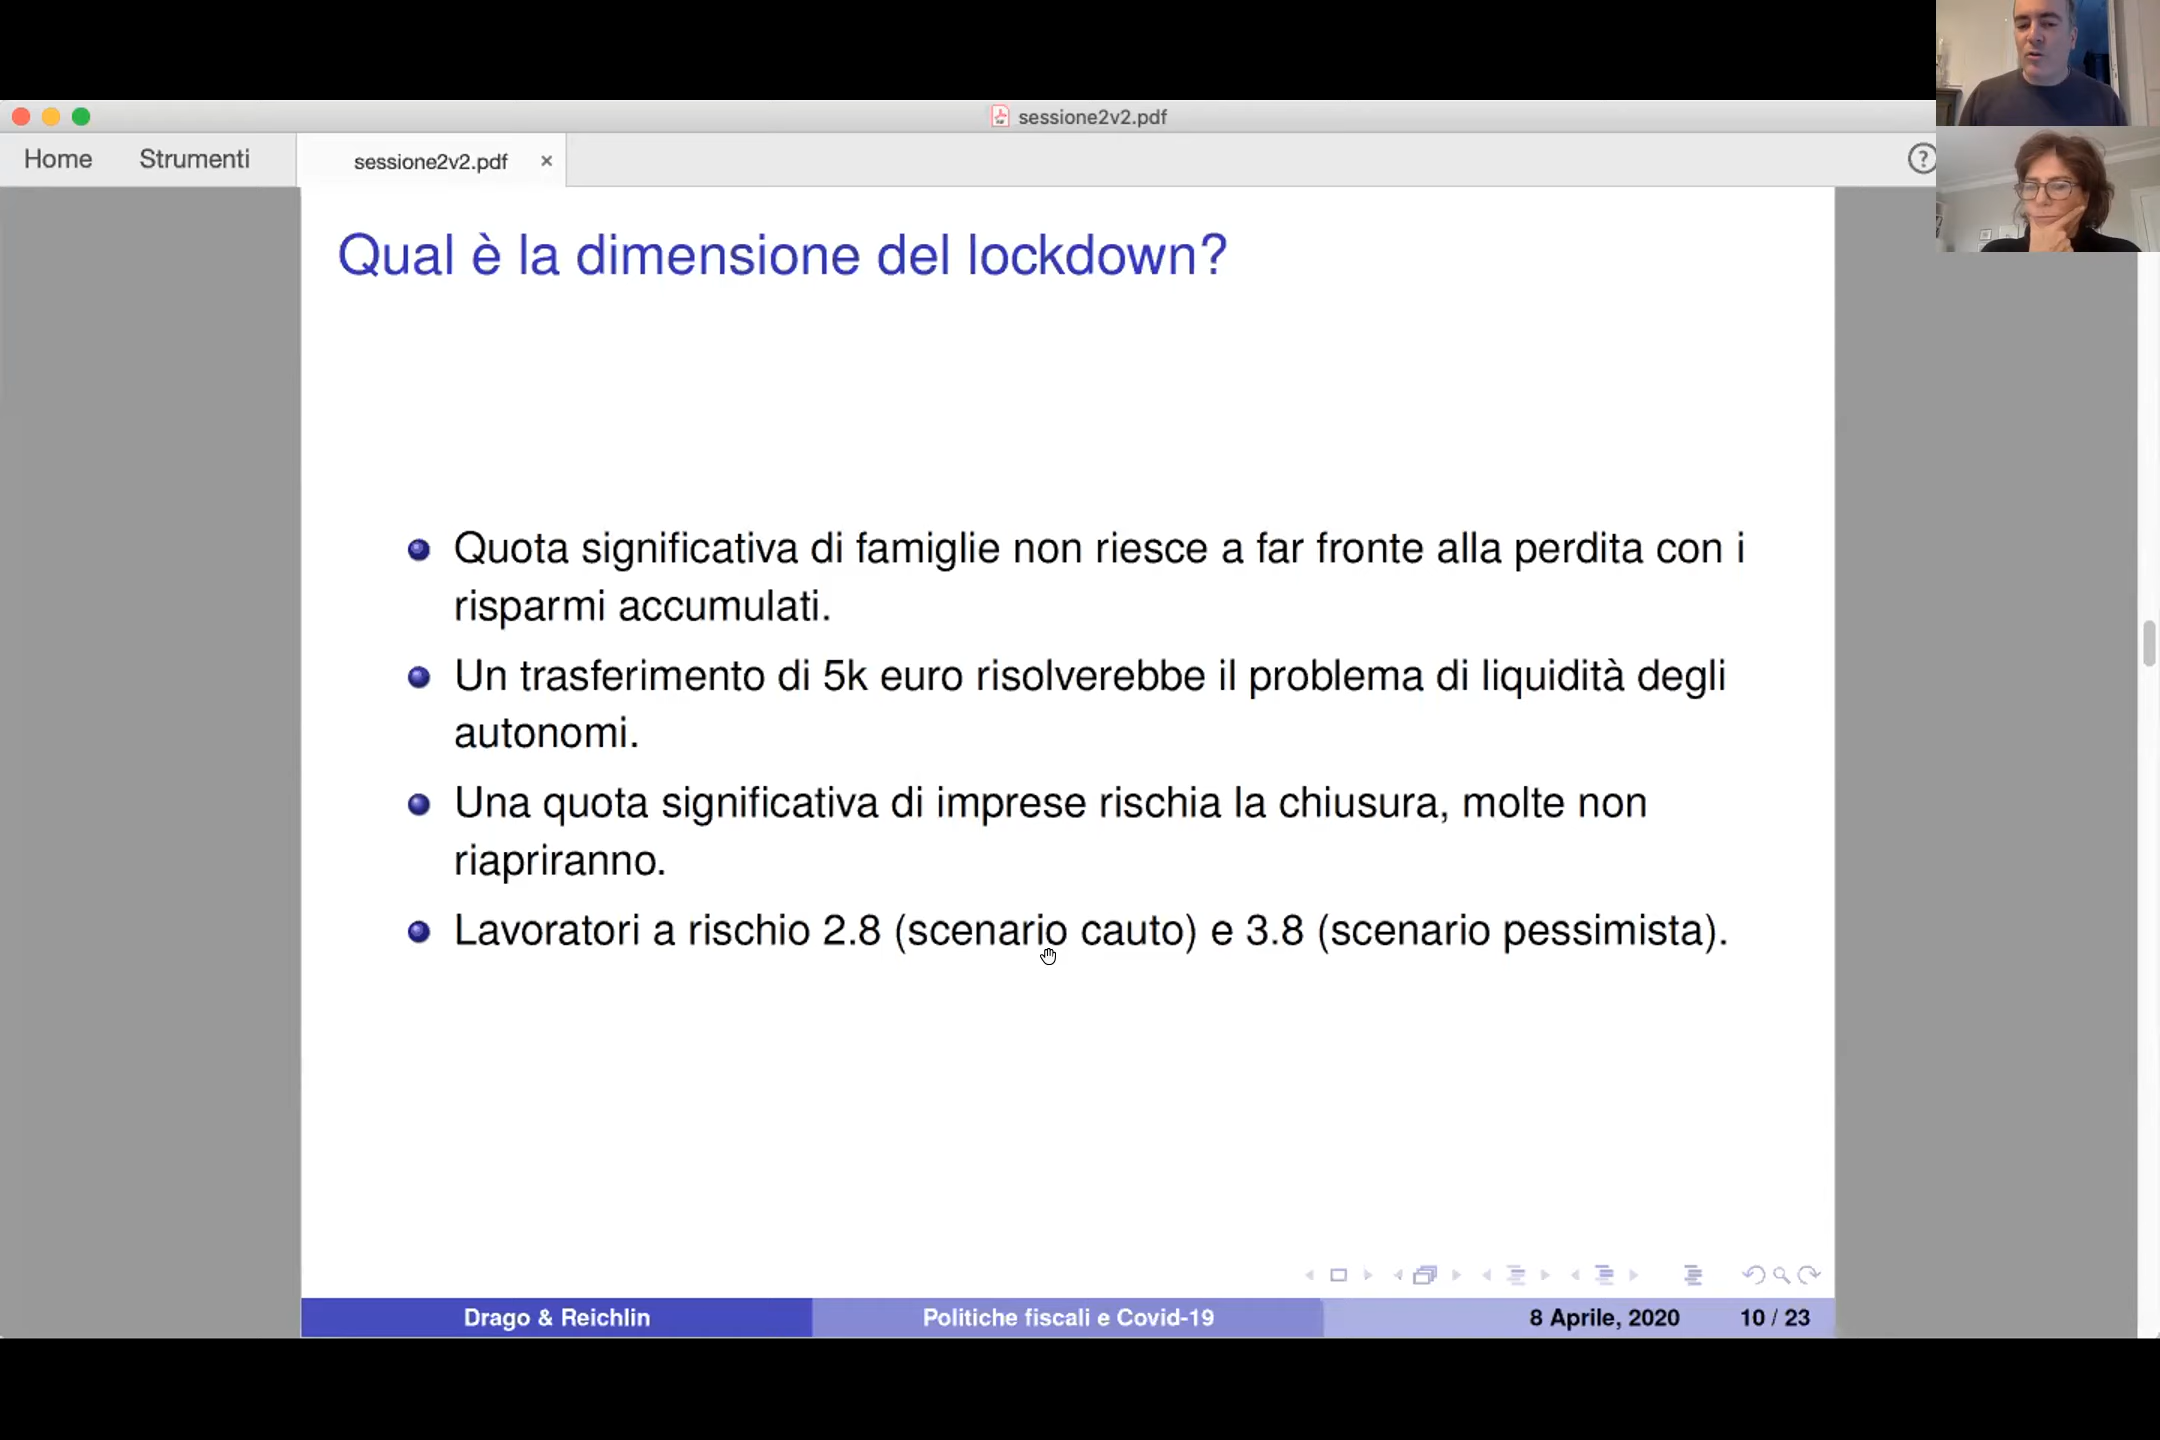 sessione2v2.pdf
Home Strumenti sessione2v2.pdf × ?
Qual è la dimensione del lockdown?
Quota significativa di famiglie non riesce a far fronte alla perdita con i
risparmi accumulati.
Un trasferimento di 5k euro risolverebbe il problema di liquidità degli
autonomi.
Una quota significativa di imprese rischia la chiusura, molte non
riapriranno.
Lavoratori a rischio 2.8 (scenario cauto) e 3.8 (scenario pessimista).
Drago & Reichlin Politiche fiscali e Covid-19 8 Aprile, 2020 10 / 23